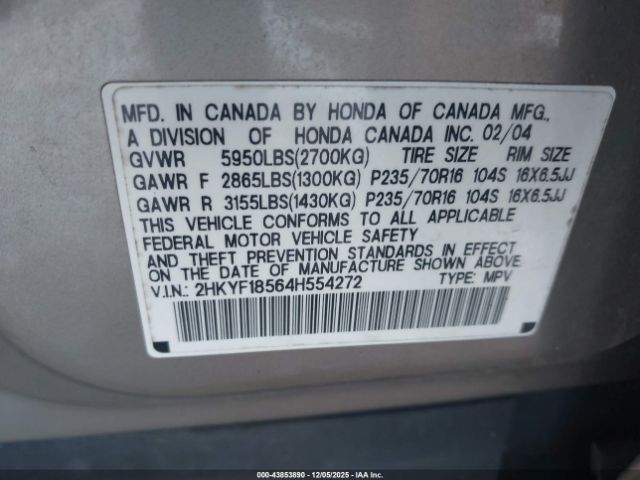 MFD. IN CANADA BY HONDA OF CANADA MFG.,
A DIVISION OF HONDA CANADA INC. 02/04
GVWR 5950LBS(2700KG) TIRE SIZE RIM SIZE
GAWR F 2865LBS(1300KG) P235/70R16 104S 16X6.5JJ
GAWR R 3155LBS(1430KG) P235/70R16 104S 16X6.5JJ
THIS VEHICLE CONFORMS TO ALL APPLICABLE
FEDERAL MOTOR VEHICLE SAFETY
AND THEFT PREVENTION STANDARDS IN EFFECT
ON THE DATE OF MANUFACTURE SHOWN ABOVE
V.I.N.: 2HKYF18564H554272 TYPE: MPV
000-43853890 - 12/05/2025 - IAA Inc.